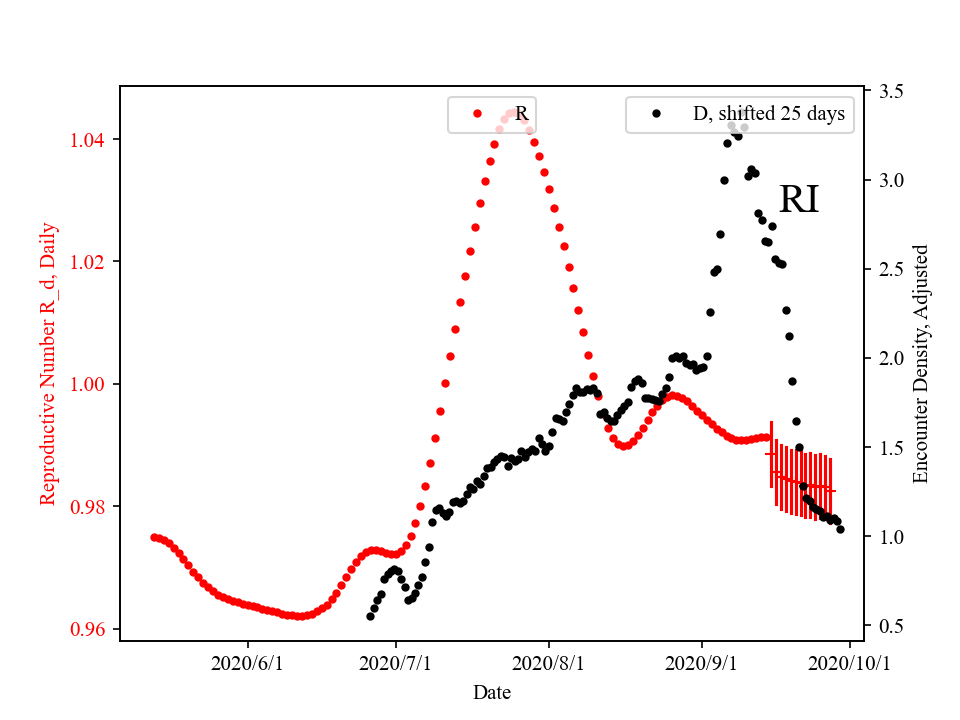 R
D, shifted 25 days
RI
Reproductive Number R_d, Daily
1.04
1.02
1.00
0.98
0.96
3.5
3.0
2.5
2.0
1.5
1.0
0.5
Encounter Density, Adjusted
2020/6/1
2020/7/1
2020/8/1
2020/9/1
2020/10/1
Date